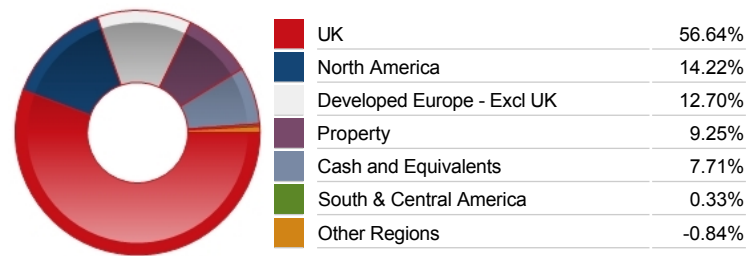 UK 56.64%
North America 14.22%
Developed Europe - Excl UK 12.70%
Property 9.25%
Cash and Equivalents 7.71%
South & Central America 0.33%
Other Regions -0.84%